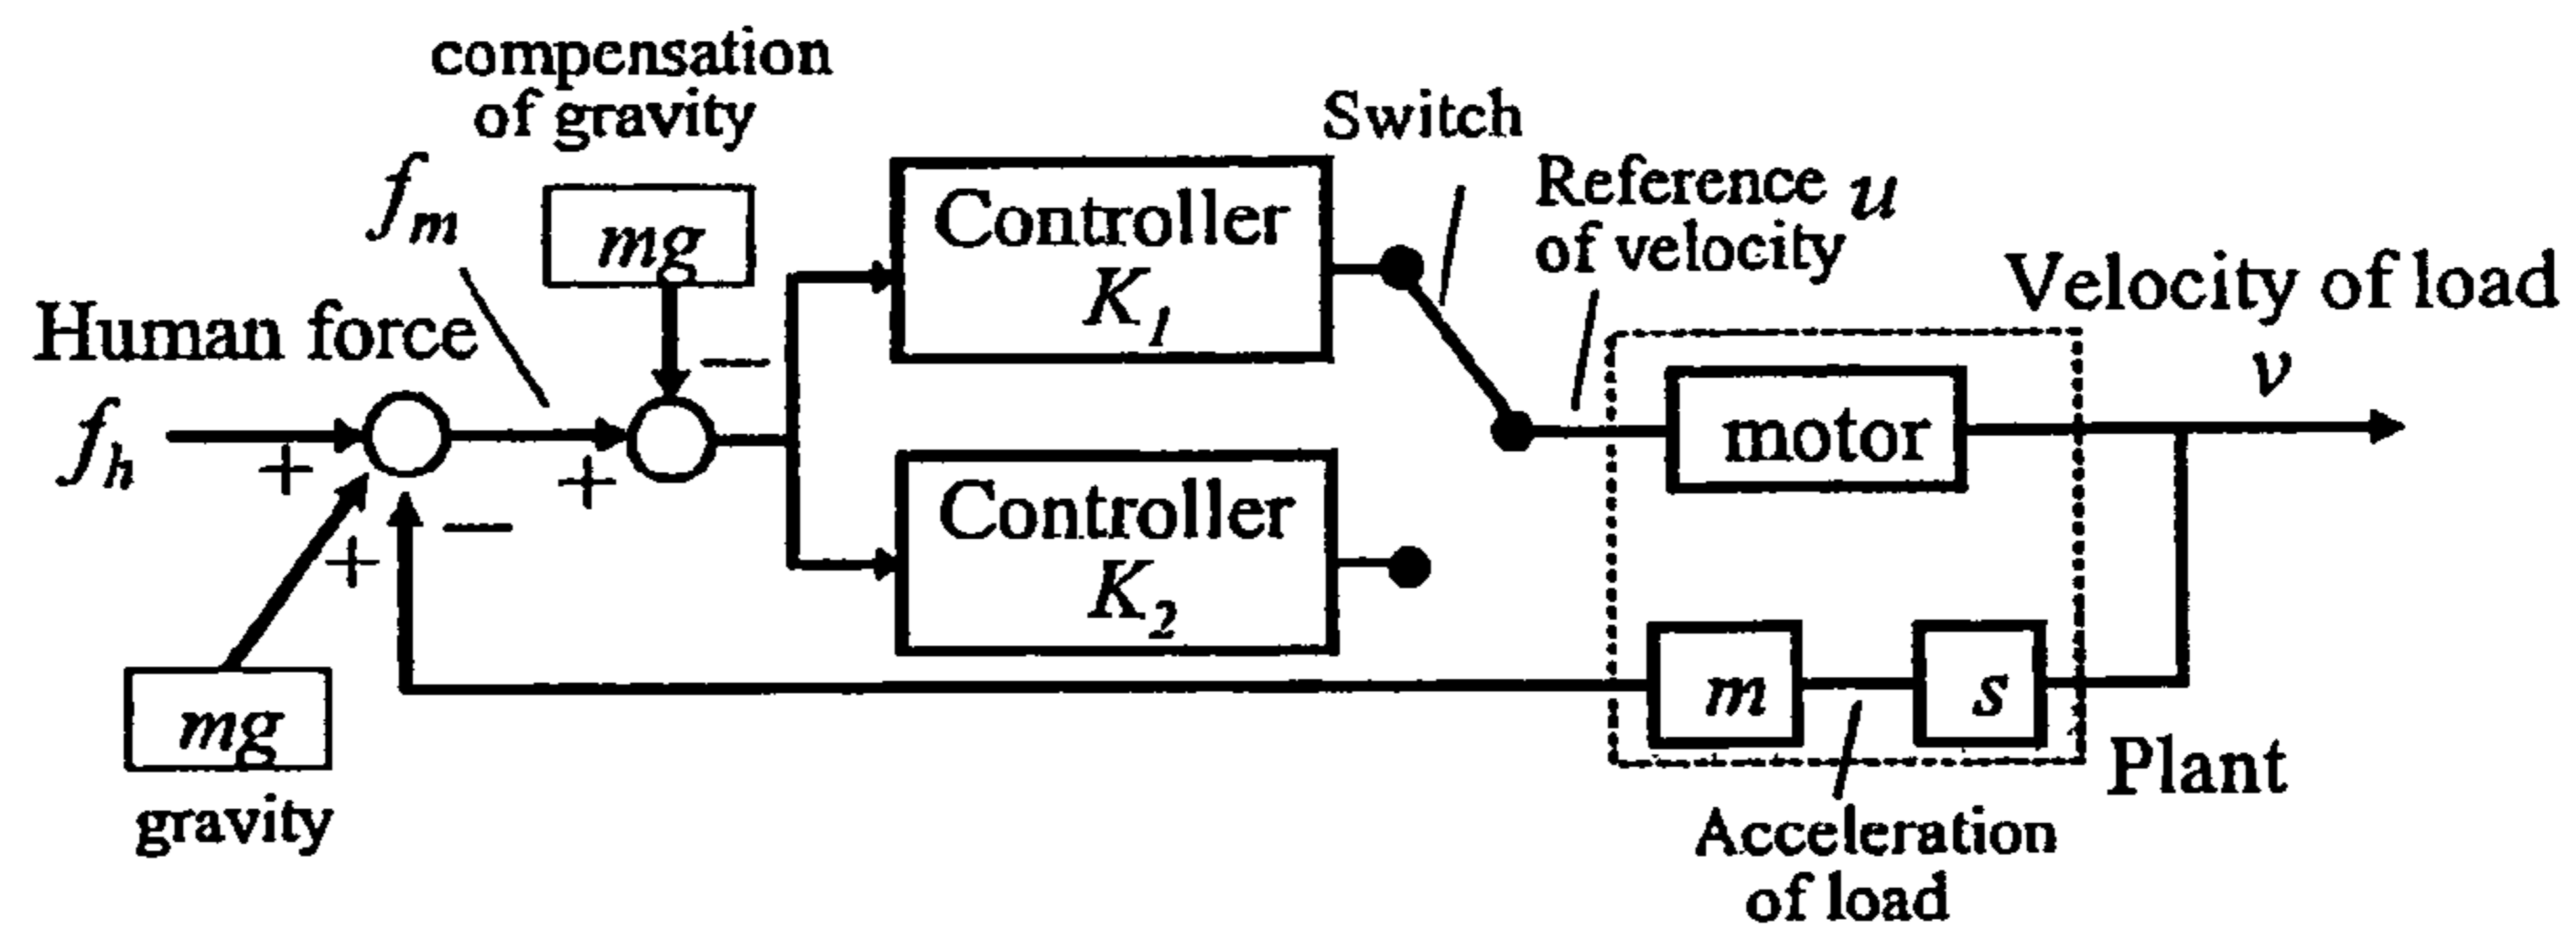 compensation
of gravity
f_m
mg
Human force
f_h
+
+
−
+
−
mg
gravity
Controller
K_1
Controller
K_2
Switch
Reference u
of velocity
motor
Velocity of load
v
m
s
Plant
Acceleration
of load